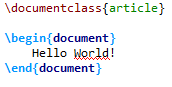 \documentclass{article}
\begin{document}
Hello World!
\end{document}